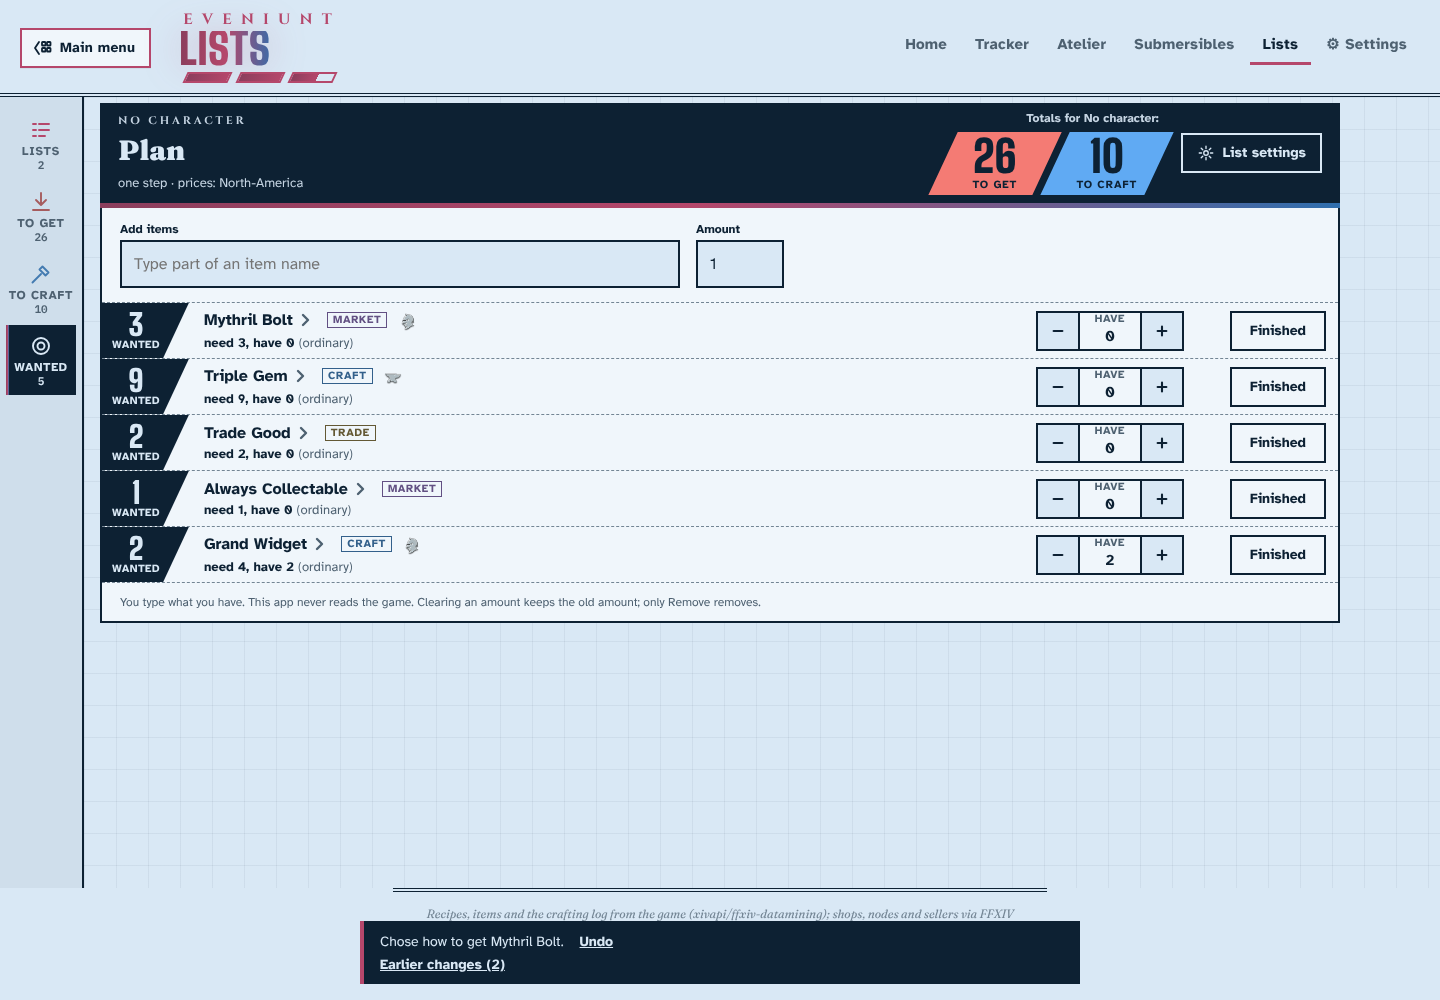 Main menu
EVENIUNT
LISTS
Home
Tracker
Atelier
Submersibles
Lists
Settings
LISTS
2
TO GET
26
TO CRAFT
10
WANTED
5
NO CHARACTER
Plan
one step · prices: North-America
Totals for No character:
26
TO GET
10
TO CRAFT
List settings
Add items
Type part of an item name
Amount
1
3
WANTED
Mythril Bolt
MARKET
need 3, have 0 (ordinary)
−
HAVE
0
+
Finished
9
WANTED
Triple Gem
CRAFT
need 9, have 0 (ordinary)
−
HAVE
0
+
Finished
2
WANTED
Trade Good
TRADE
need 2, have 0 (ordinary)
−
HAVE
0
+
Finished
1
WANTED
Always Collectable
MARKET
need 1, have 0 (ordinary)
−
HAVE
0
+
Finished
2
WANTED
Grand Widget
CRAFT
need 4, have 2 (ordinary)
−
HAVE
2
+
Finished
You type what you have. This app never reads the game. Clearing an amount keeps the old amount; only Remove removes.
Recipes, items and the crafting log from the game (xivapi/ffxiv-datamining); shops, nodes and sellers via FFXIV
Chose how to get Mythril Bolt. Undo
Earlier changes (2)